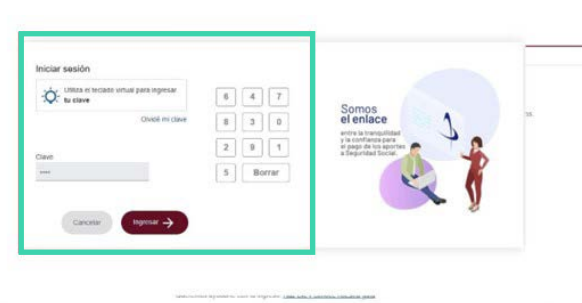 Iniciar sesión
Utiliza el teclado virtual para ingresar
tu clave
Olvidé mi clave
Clave
····
6 4 7
8 3 0
2 9 1
5 Borrar
Cancelar
Ingresar →
Somos
el enlace
entre la tranquilidad
y la confianza para
el pago de los aportes
a Seguridad Social.